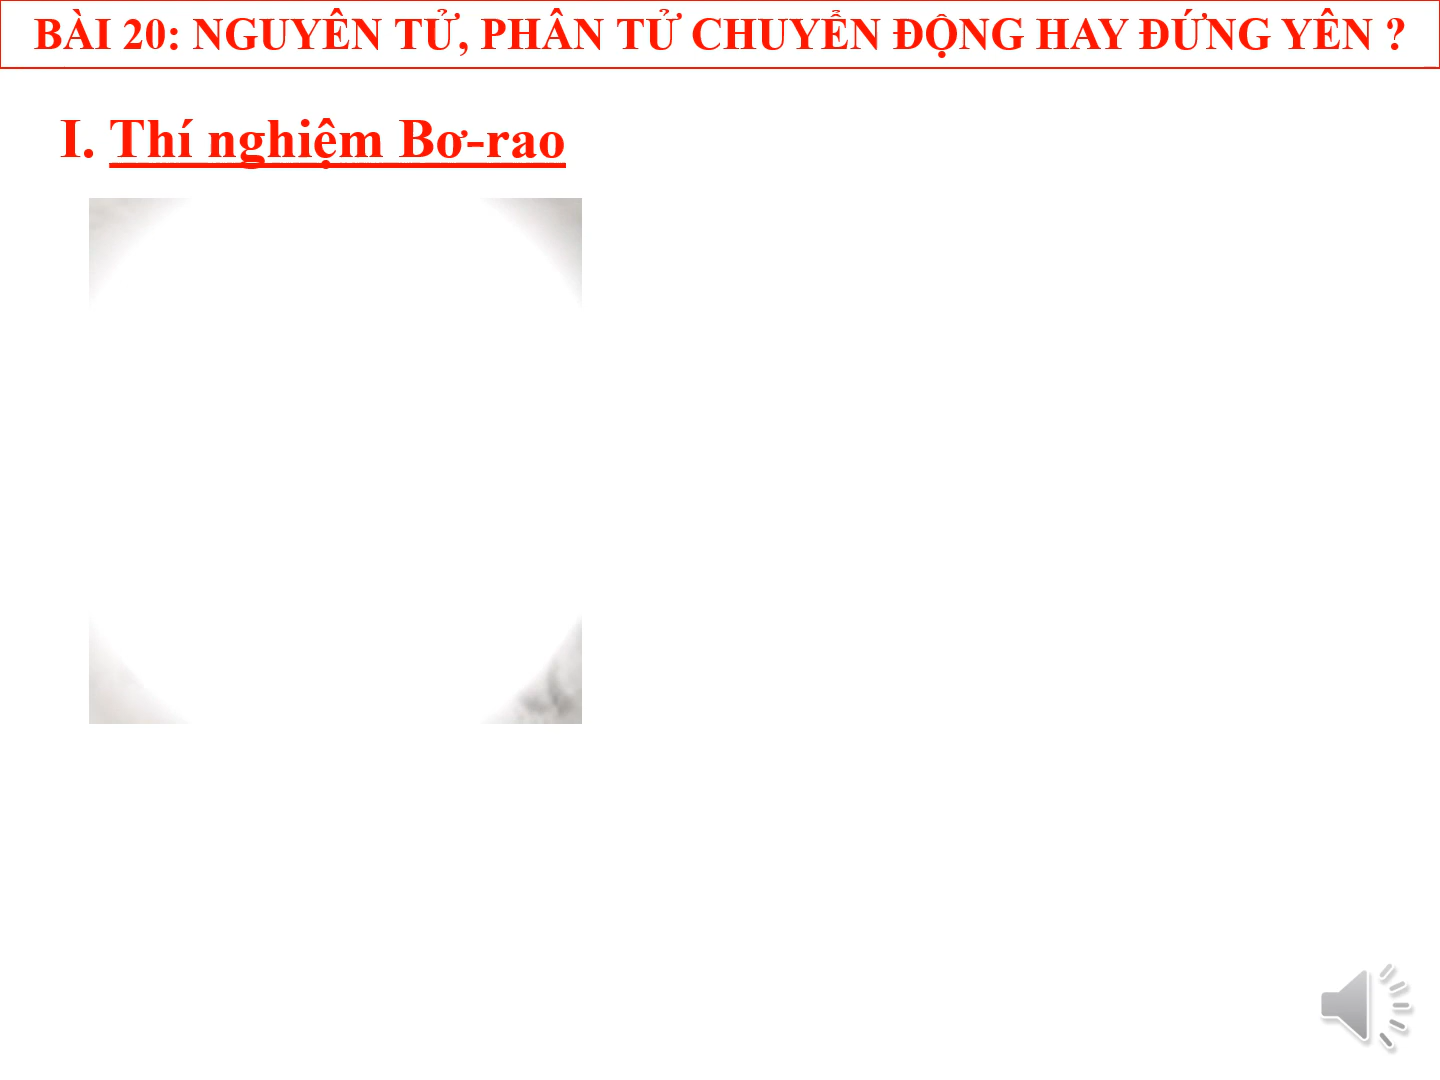 BÀI 20: NGUYÊN TỬ, PHÂN TỬ CHUYỂN ĐỘNG HAY ĐỨNG YÊN ?
I. Thí nghiệm Bơ-rao